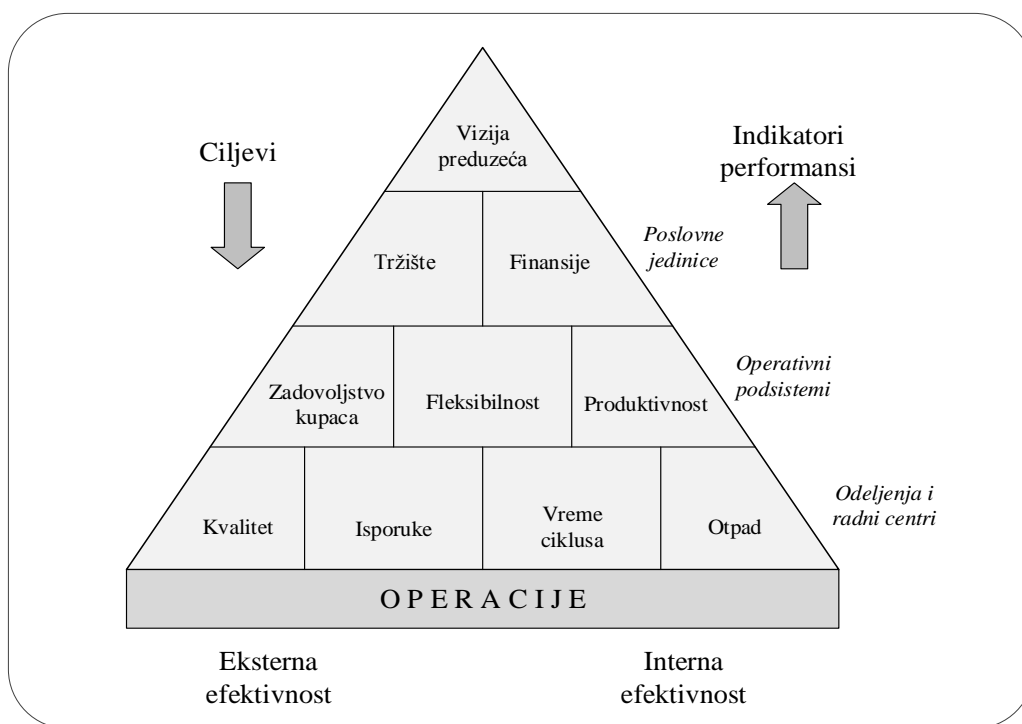 Vizija
preduzeća
Ciljevi
Indikatori
performansi
Tržište
Finansije
Poslovne
jedinice
Zadovoljstvo
kupaca
Fleksibilnost
Produktivnost
Operativni
podsistemi
Kvalitet
Isporuke
Vreme
ciklusa
Otpad
Odeljenja i
radni centri
OPERACIJE
Eksterna
efektivnost
Interna
efektivnost